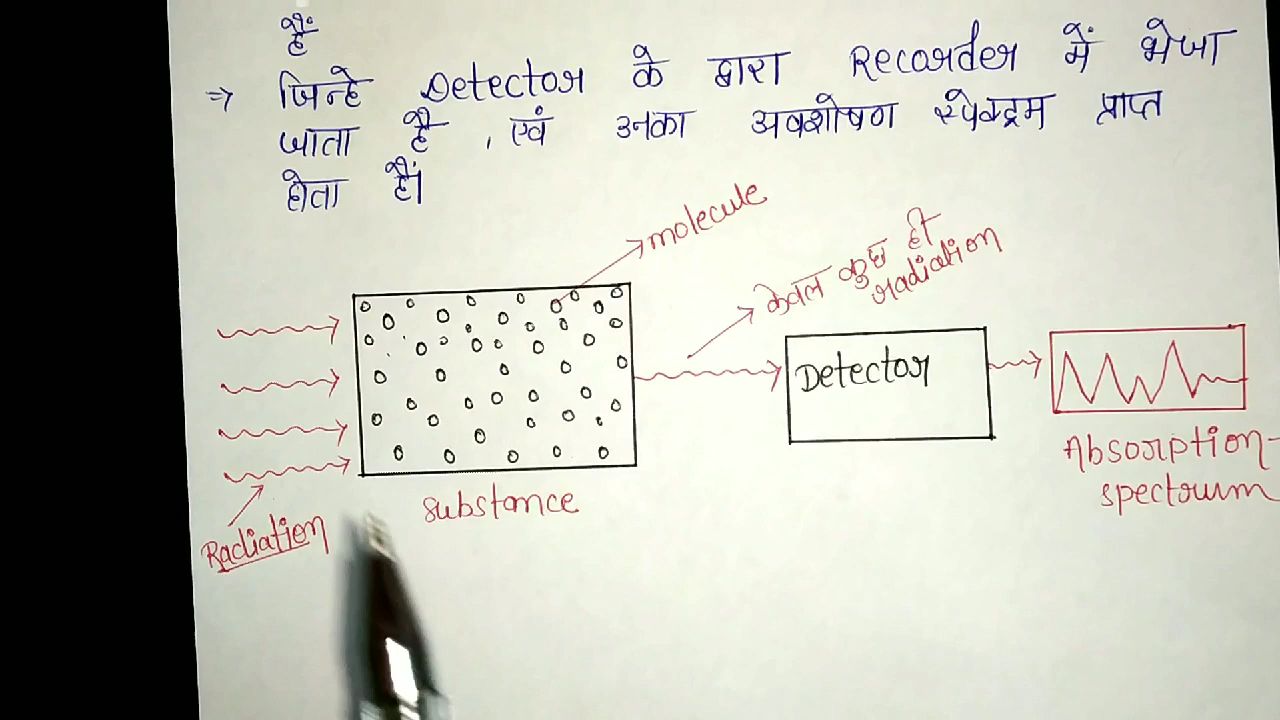 हैं
⇒ जिन्हे Detector के द्वारा Recorder में भेजा
जाता है , एवं उनका अवशोषण स्पेक्ट्रम प्राप्त
होता हैं।
molecule
केवल कुछ ही
radiation
Detector
Absorption-
spectrum
substance
Radiation